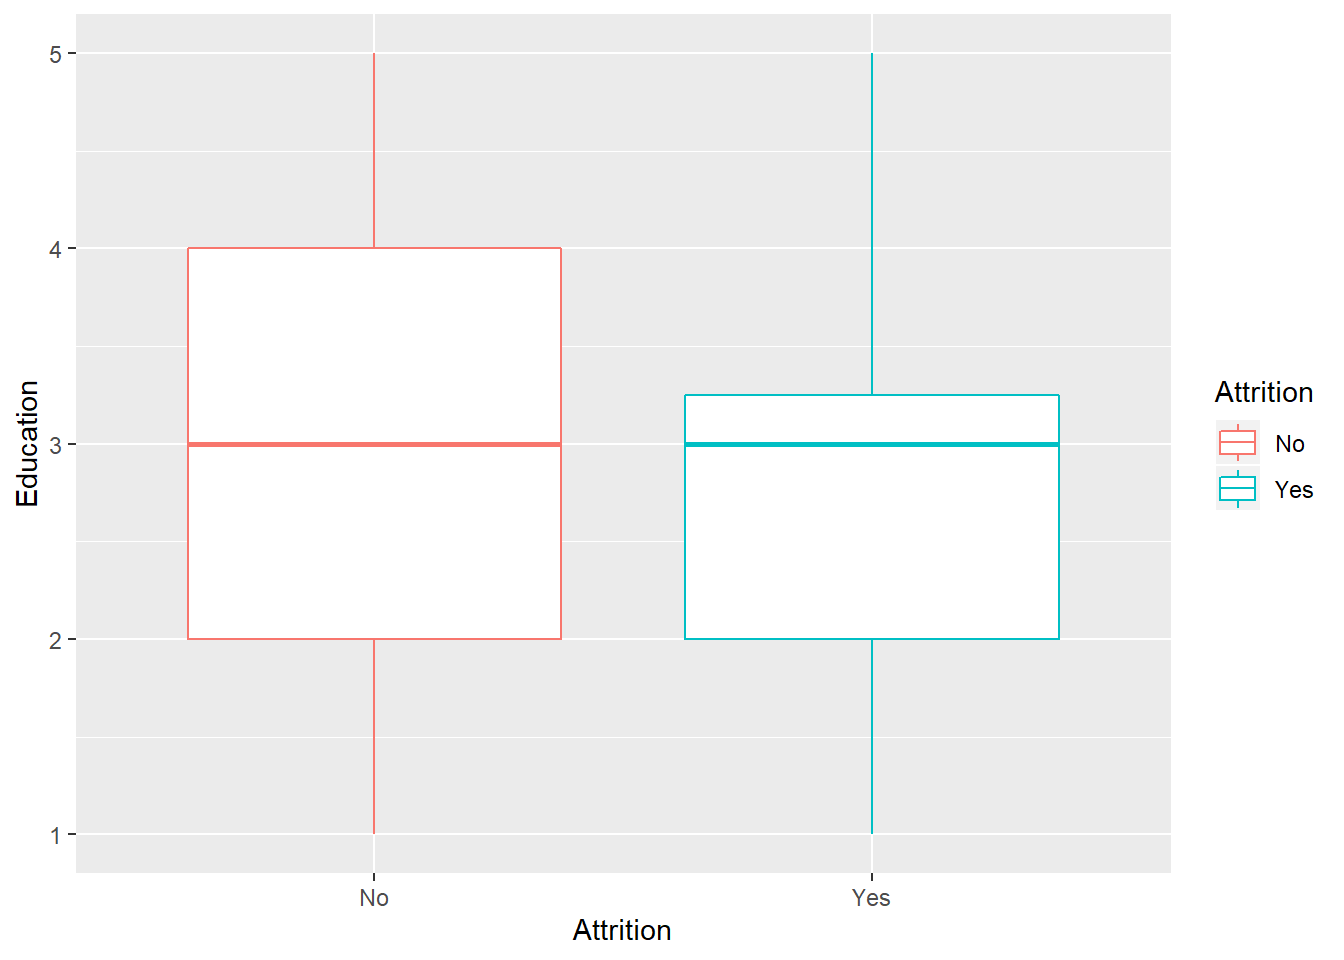 5
4
3
2
1
Education
No
Yes
Attrition
Attrition
No
Yes